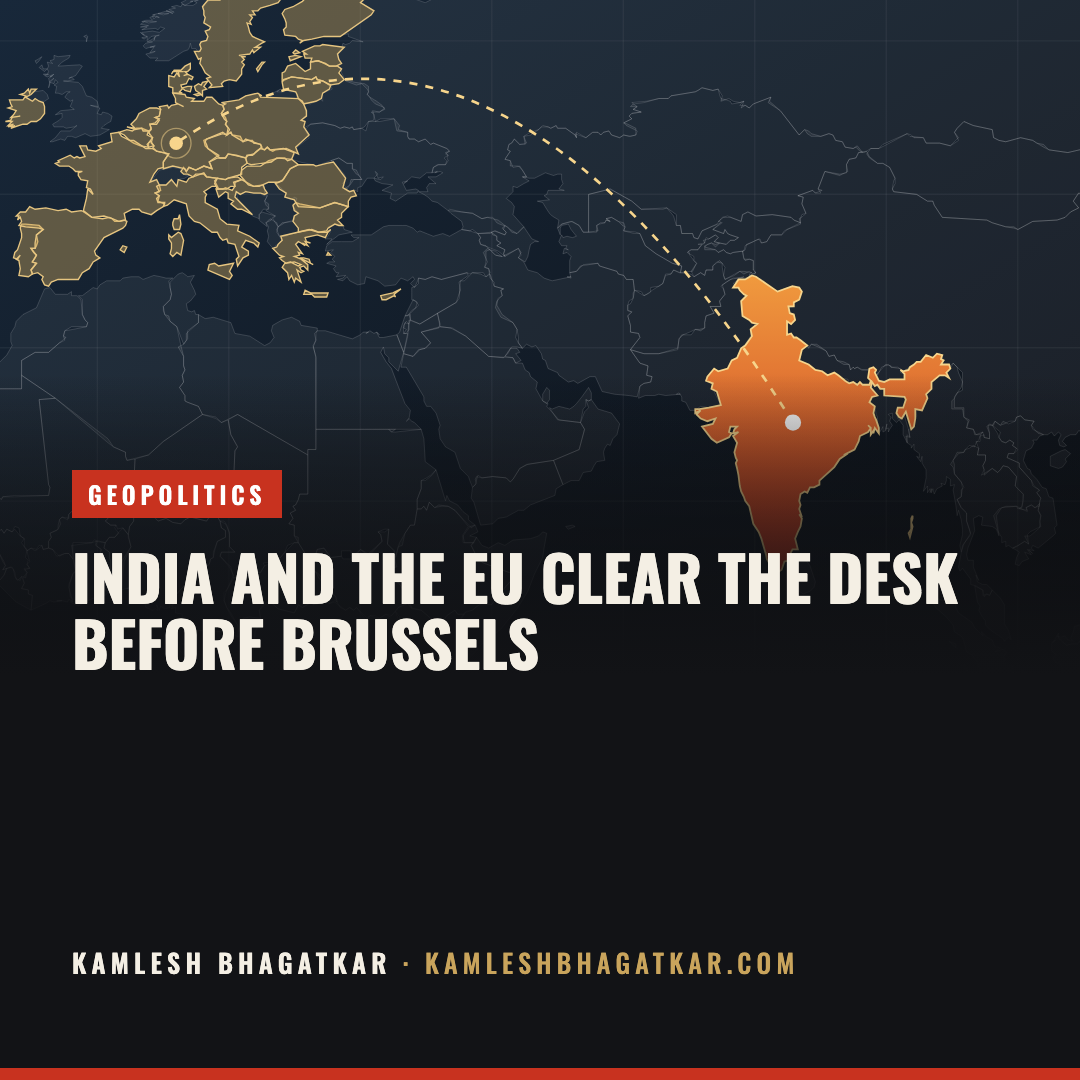 GEOPOLITICS
INDIA AND THE EU CLEAR THE DESK
BEFORE BRUSSELS
KAMLESH BHAGATKAR · KAMLESHBHAGATKAR.COM